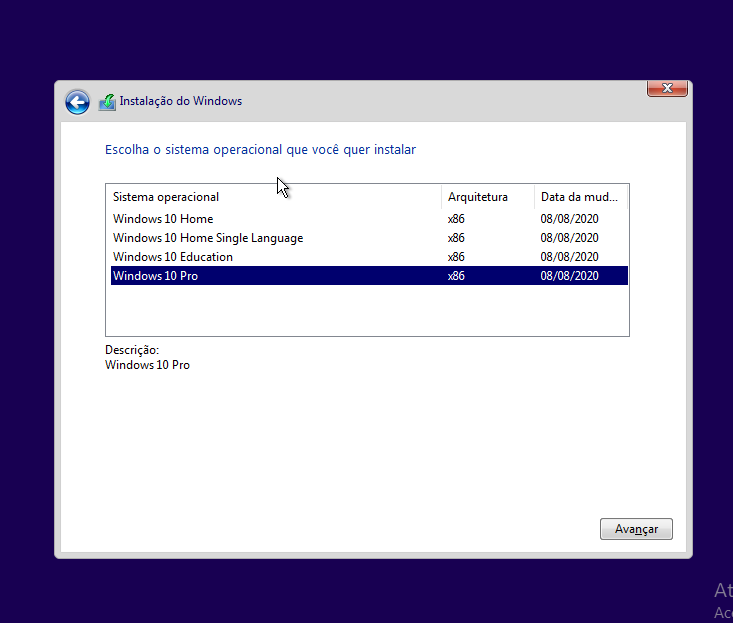 Instalação do Windows
Escolha o sistema operacional que você quer instalar
Sistema operacional Arquitetura Data da mud...
Windows 10 Home x86 08/08/2020
Windows 10 Home Single Language x86 08/08/2020
Windows 10 Education x86 08/08/2020
Windows 10 Pro x86 08/08/2020
Descrição:
Windows 10 Pro
Avançar
At
Ace